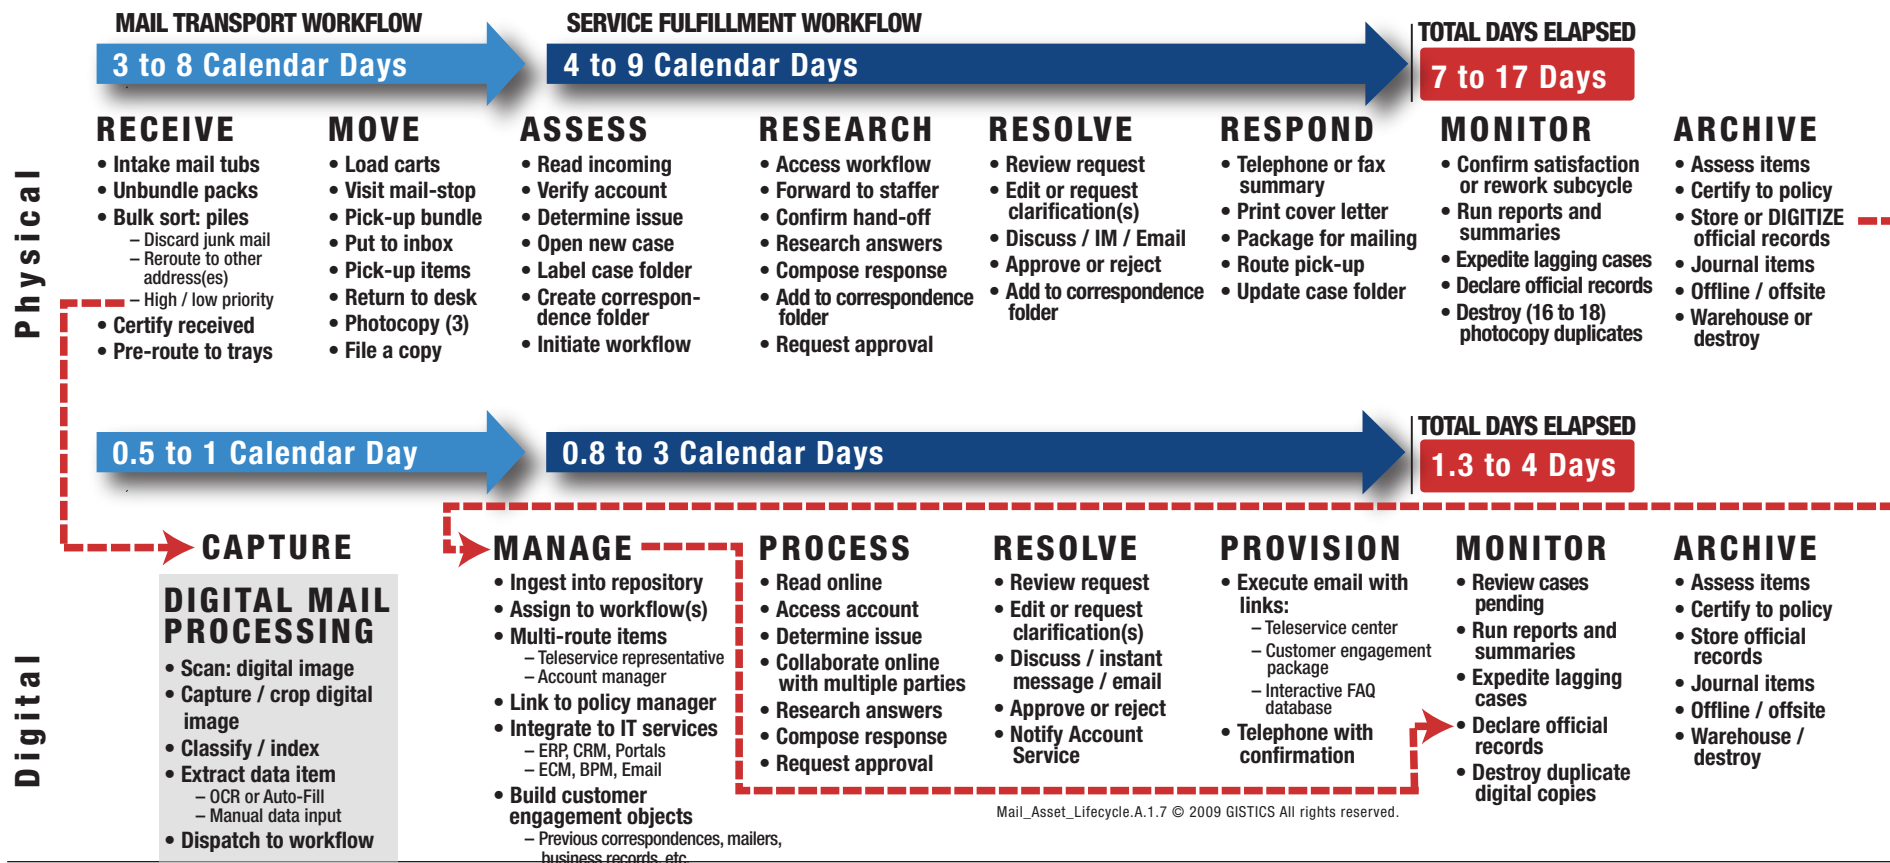 MAIL TRANSPORT WORKFLOW
3 to 8 Calendar Days
SERVICE FULFILLMENT WORKFLOW
4 to 9 Calendar Days
TOTAL DAYS ELAPSED
7 to 17 Days
Physical
RECEIVE
• Intake mail tubs
• Unbundle packs
• Bulk sort: piles
– Discard junk mail
– Reroute to other
address(es)
– High / low priority
• Certify received
• Pre-route to trays
MOVE
• Load carts
• Visit mail-stop
• Pick-up bundle
• Put to inbox
• Pick-up items
• Return to desk
• Photocopy (3)
• File a copy
ASSESS
• Read incoming
• Verify account
• Determine issue
• Open new case
• Label case folder
• Create correspon-
dence folder
• Initiate workflow
RESEARCH
• Access workflow
• Forward to staffer
• Confirm hand-off
• Research answers
• Compose response
• Add to correspondence
folder
• Request approval
RESOLVE
• Review request
• Edit or request
clarification(s)
• Discuss / IM / Email
• Approve or reject
• Add to correspondence
folder
RESPOND
• Telephone or fax
summary
• Print cover letter
• Package for mailing
• Route pick-up
• Update case folder
MONITOR
• Confirm satisfaction
or rework subcycle
• Run reports and
summaries
• Expedite lagging cases
• Declare official records
• Destroy (16 to 18)
photocopy duplicates
ARCHIVE
• Assess items
• Certify to policy
• Store or DIGITIZE
official records
• Journal items
• Offline / offsite
• Warehouse or
destroy
0.5 to 1 Calendar Day
0.8 to 3 Calendar Days
TOTAL DAYS ELAPSED
1.3 to 4 Days
Digital
CAPTURE
DIGITAL MAIL
PROCESSING
• Scan: digital image
• Capture / crop digital
image
• Classify / index
• Extract data item
– OCR or Auto-Fill
– Manual data input
• Dispatch to workflow
MANAGE
• Ingest into repository
• Assign to workflow(s)
• Multi-route items
– Teleservice representative
– Account manager
• Link to policy manager
• Integrate to IT services
– ERP, CRM, Portals
– ECM, BPM, Email
• Build customer
engagement objects
– Previous correspondences, mailers,
business records, etc.
PROCESS
• Read online
• Access account
• Determine issue
• Collaborate online
with multiple parties
• Research answers
• Compose response
• Request approval
RESOLVE
• Review request
• Edit or request
clarification(s)
• Discuss / instant
message / email
• Approve or reject
• Notify Account
Service
PROVISION
• Execute email with
links:
– Teleservice center
– Customer engagement
package
– Interactive FAQ
database
• Telephone with
confirmation
MONITOR
• Review cases
pending
• Run reports and
summaries
• Expedite lagging
cases
• Declare official
records
• Destroy duplicate
digital copies
ARCHIVE
• Assess items
• Certify to policy
• Store official
records
• Journal items
• Offline / offsite
• Warehouse /
destroy
Mail_Asset_Lifecycle.A.1.7 © 2009 GISTICS All rights reserved.